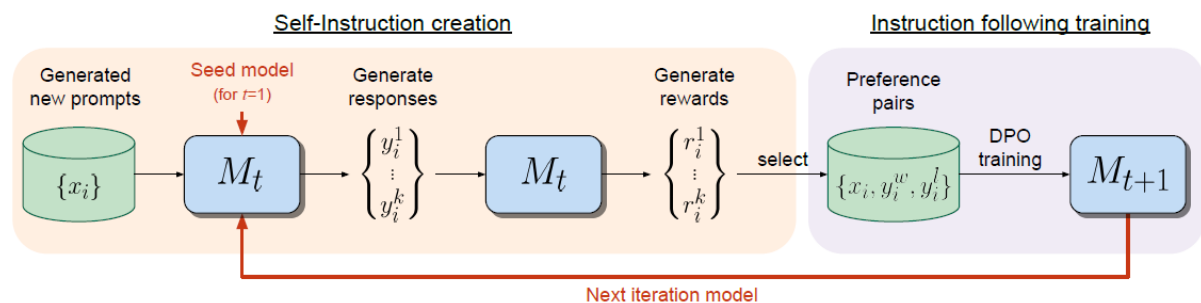 Self-Instruction creation
Instruction following training
Generated
new prompts
Seed model
(for t=1)
Generate
responses
Generate
rewards
Preference
pairs
{x_i}
M_t
{y_i^1
⋮
y_i^k}
M_t
{r_i^1
⋮
r_i^k}
select
{x_i, y_i^w, y_i^l}
DPO
training
M_{t+1}
Next iteration model